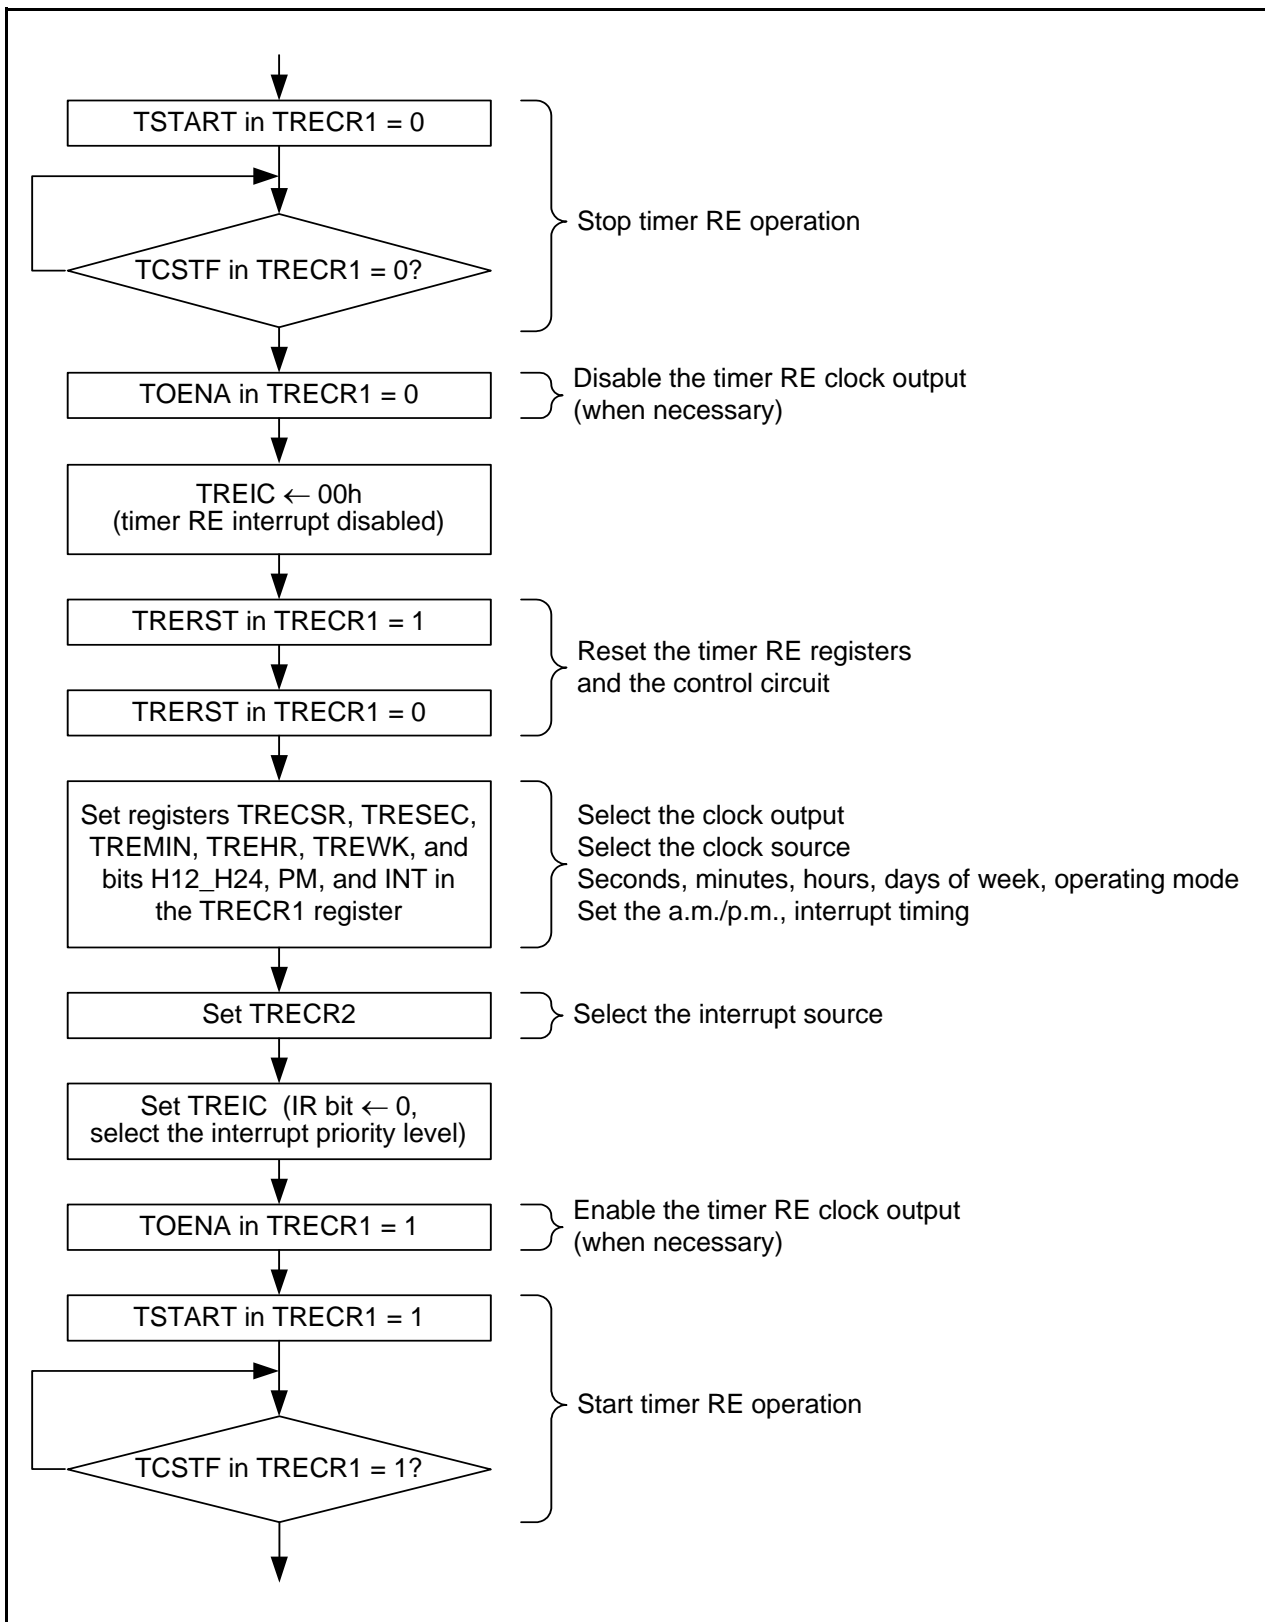 TSTART in TRECR1 = 0
TCSTF in TRECR1 = 0?
Stop timer RE operation
TOENA in TRECR1 = 0
Disable the timer RE clock output
(when necessary)
TREIC ← 00h
(timer RE interrupt disabled)
TRERST in TRECR1 = 1
TRERST in TRECR1 = 0
Reset the timer RE registers
and the control circuit
Set registers TRECSR, TRESEC,
TREMIN, TREHR, TREWK, and
bits H12_H24, PM, and INT in
the TRECR1 register
Select the clock output
Select the clock source
Seconds, minutes, hours, days of week, operating mode
Set the a.m./p.m., interrupt timing
Set TRECR2
Select the interrupt source
Set TREIC (IR bit ← 0,
select the interrupt priority level)
TOENA in TRECR1 = 1
Enable the timer RE clock output
(when necessary)
TSTART in TRECR1 = 1
TCSTF in TRECR1 = 1?
Start timer RE operation